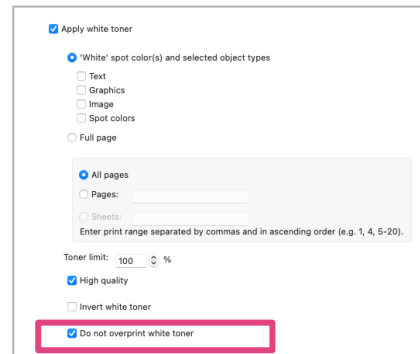 Apply white toner
'White' spot color(s) and selected object types
Text
Graphics
Image
Spot colors
Full page
All pages
Pages:
Sheets:
Enter print range separated by commas and in ascending order (e.g. 1, 4, 5-20).
Toner limit: 100 %
High quality
Invert white toner
Do not overprint white toner